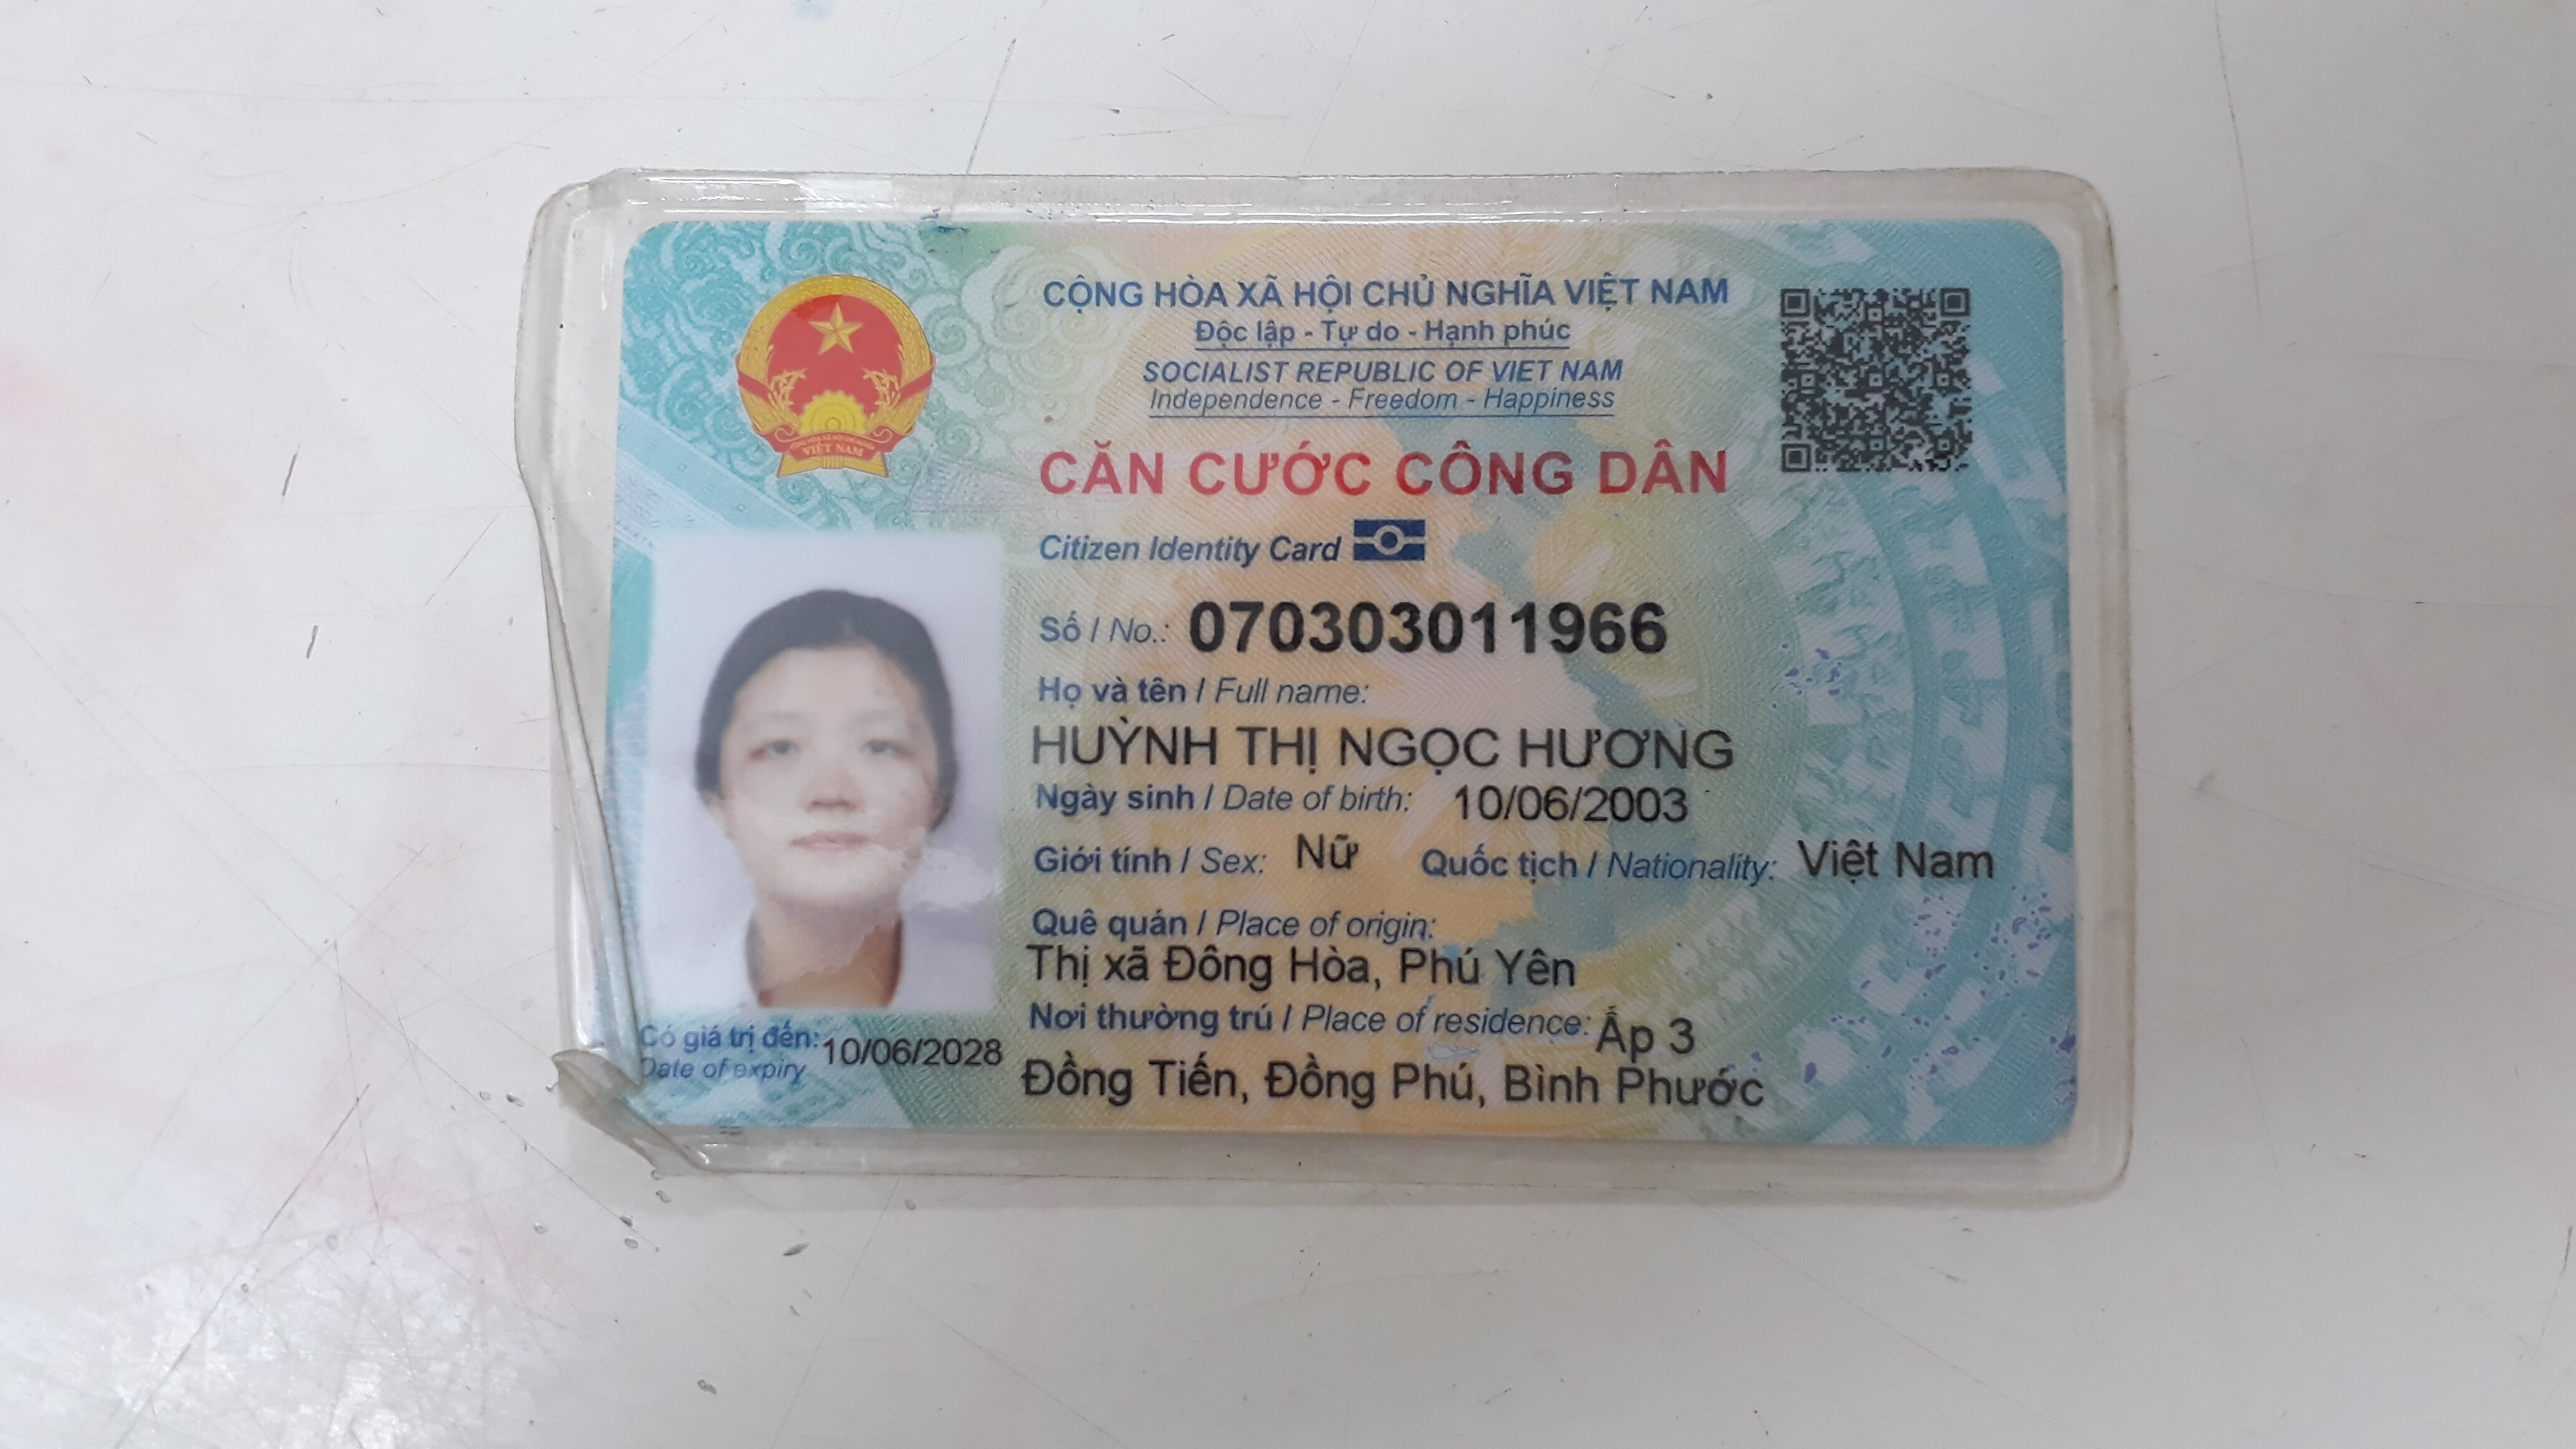 CỘNG HÒA XÃ HỘI CHỦ NGHĨA VIỆT NAM
Độc lập - Tự do - Hạnh phúc
SOCIALIST REPUBLIC OF VIET NAM
Independence - Freedom - Happiness
VIỆT NAM
CĂN CƯỚC CÔNG DÂN
Citizen Identity Card
Số / No.: 070303011966
Họ và tên / Full name:
HUỲNH THỊ NGỌC HƯƠNG
Ngày sinh / Date of birth: 10/06/2003
Giới tính / Sex: Nữ Quốc tịch / Nationality: Việt Nam
Quê quán / Place of origin:
Thị xã Đông Hòa, Phú Yên
Nơi thường trú / Place of residence: Ấp 3
Đồng Tiến, Đồng Phú, Bình Phước
Có giá trị đến: 10/06/2028
Date of expiry